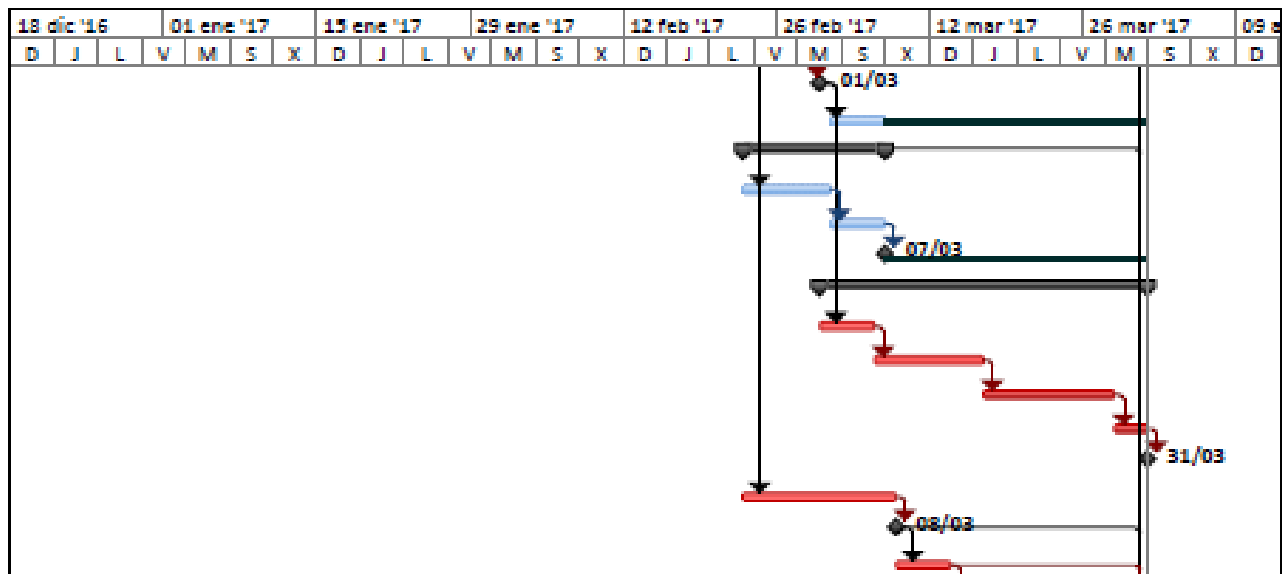 18 dic '16 01 ene '17 15 ene '17 29 ene '17 12 feb '17 26 feb '17 12 mar '17 26 mar '17 09 a
D J L V M S X D J L V M S X D J L V M S X D J L V M S X D
01/03
07/03
31/03
08/03